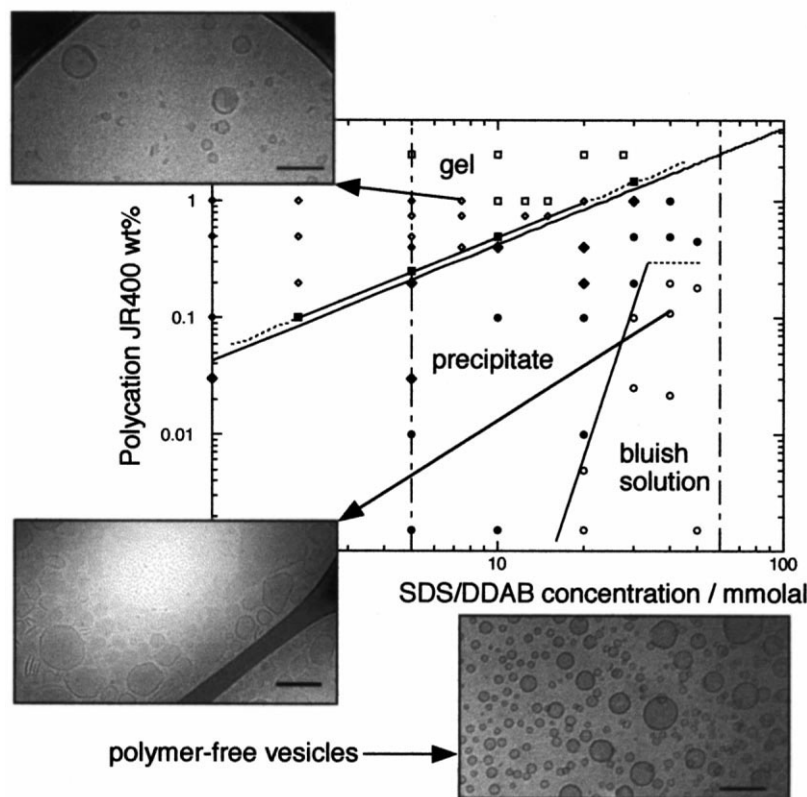 gel
1
Polycation JR400 wt%
0.1
precipitate
0.01
bluish
solution
10
100
SDS/DDAB concentration / mmolal
polymer-free vesicles